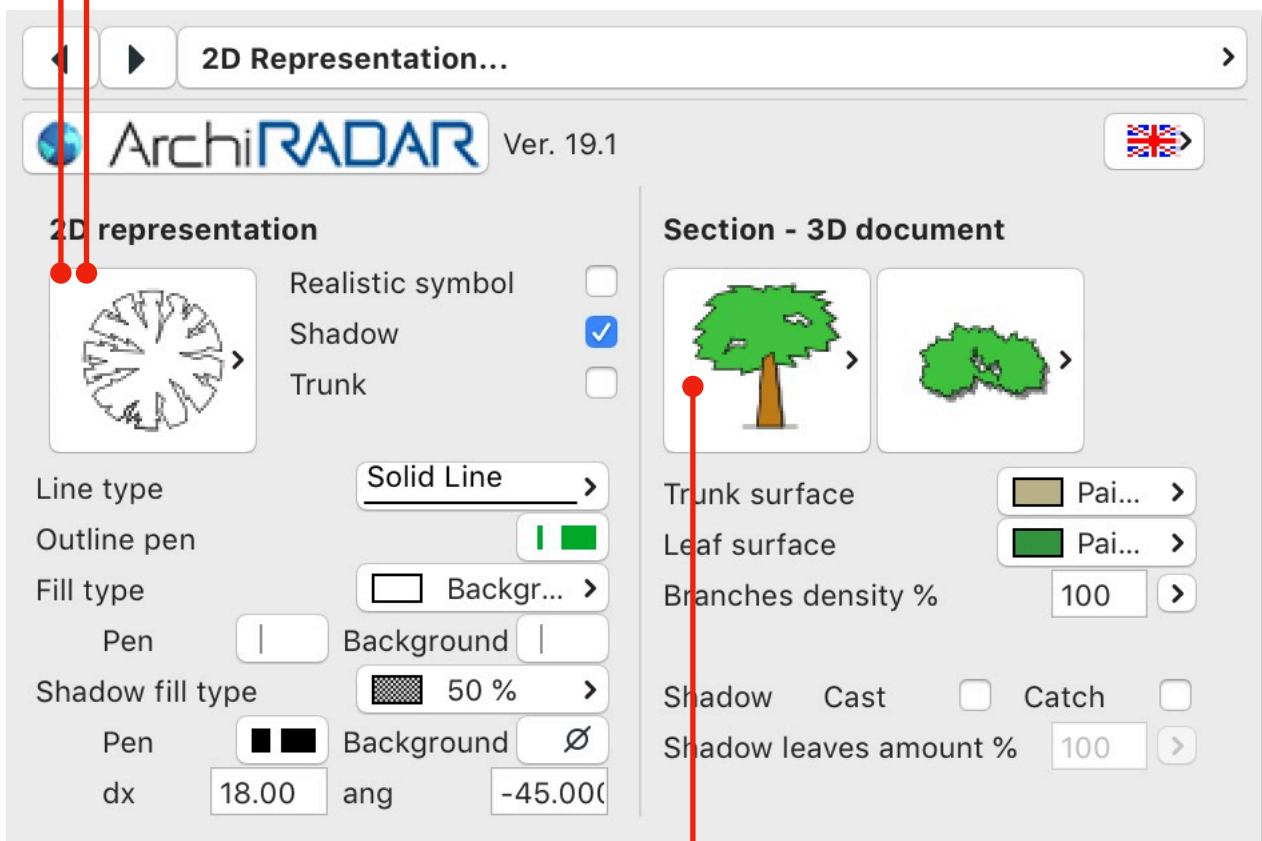 2D Representation...
ArchiRADAR Ver. 19.1
2D representation
Realistic symbol
Shadow
Trunk
Line type Solid Line
Outline pen
Fill type Backgr...
Pen Background
Shadow fill type 50 %
Pen Background
dx 18.00 ang -45.000
Section - 3D document
Trunk surface Pai...
Leaf surface Pai...
Branches density % 100
Shadow Cast Catch
Shadow leaves amount % 100